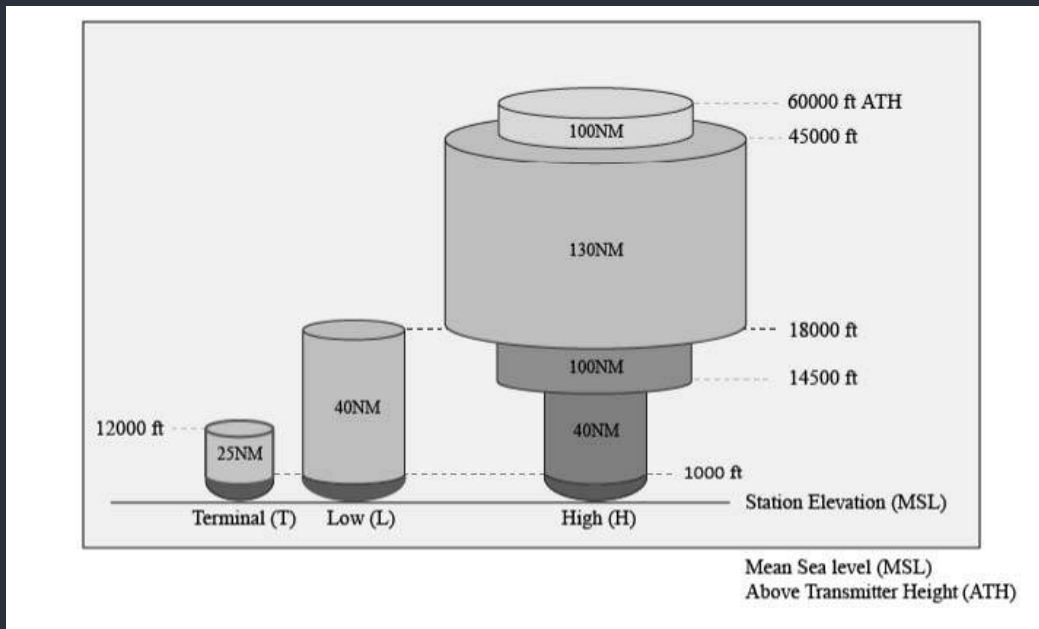 60000 ft ATH
100NM
45000 ft
130NM
18000 ft
100NM
14500 ft
40NM
12000 ft
40NM
25NM
1000 ft
Station Elevation (MSL)
Terminal (T) Low (L) High (H)
Mean Sea level (MSL)
Above Transmitter Height (ATH)